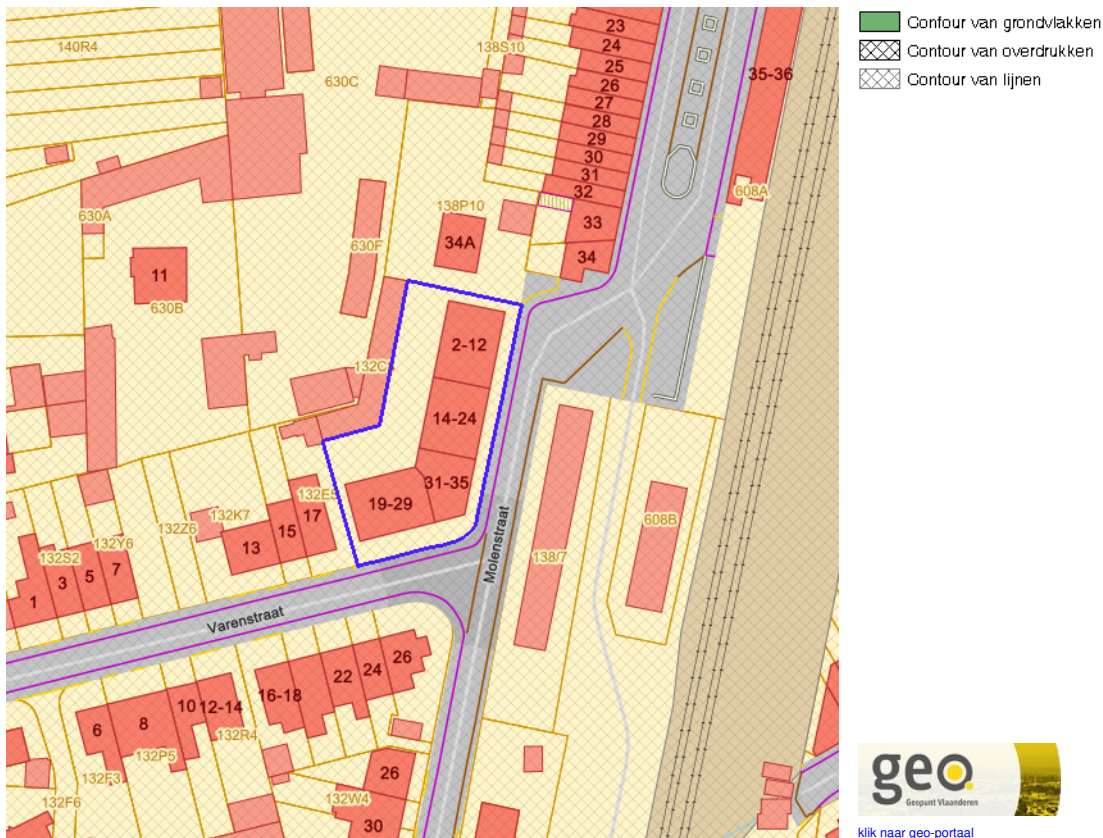 140R4
138S10
630C
23
24
25
26
27
28
29
30
31
32
33
34
35-36
608A
630A
138P10
34A
630F
11
630B
132C
2-12
14-24
31-35
19-29
132E5
17
15
13
132K7
132Z6
132Y6
132S2
7
5
3
1
Molenstraat
138/7
608B
Varenstraat
26
24
22
16-18
12-14
10
8
6
132R4
132P5
132F3
132F6
26
132W4
30
Contour van grondvlakken
Contour van overdrukken
Contour van lijnen
geo.
Geopunt Vlaanderen
klik naar geo-portaal